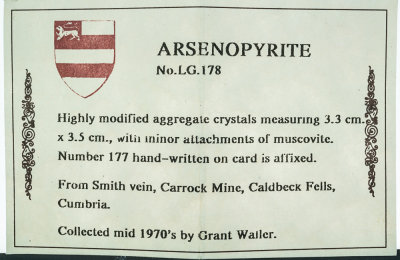 ARSENOPYRITE
No.LG.178
Highly modified aggregate crystals measuring 3.3 cm.
x 3.5 cm., with minor attachments of muscovite.
Number 177 hand-written on card is affixed.
From Smith vein, Carrock Mine, Caldbeck Fells,
Cumbria.
Collected mid 1970's by Grant Waller.